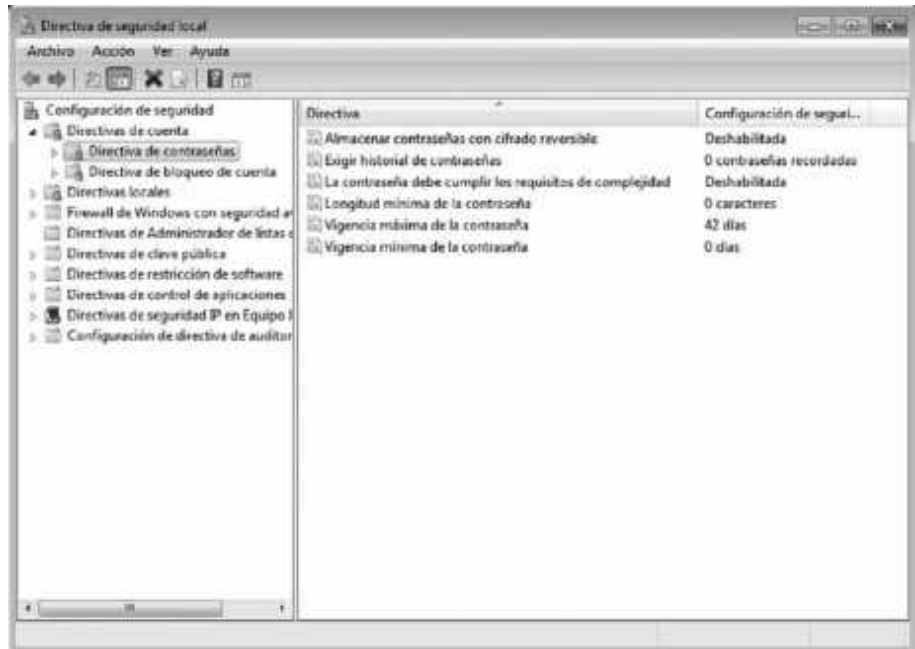 Directiva de seguridad local
Archivo Acción Ver Ayuda
Configuración de seguridad
Directivas de cuenta
Directiva de contraseñas
Directiva de bloqueo de cuenta
Directivas locales
Firewall de Windows con seguridad av
Directivas de Administrador de listas c
Directivas de clave pública
Directivas de restricción de software
Directivas de control de aplicaciones
Directivas de seguridad IP en Equipo l
Configuración de directiva de auditor
Directiva Configuración de seguri...
Almacenar contraseñas con cifrado reversible Deshabilitada
Exigir historial de contraseñas 0 contraseñas recordadas
La contraseña debe cumplir los requisitos de complejidad Deshabilitada
Longitud mínima de la contraseña 0 caracteres
Vigencia máxima de la contraseña 42 días
Vigencia mínima de la contraseña 0 días